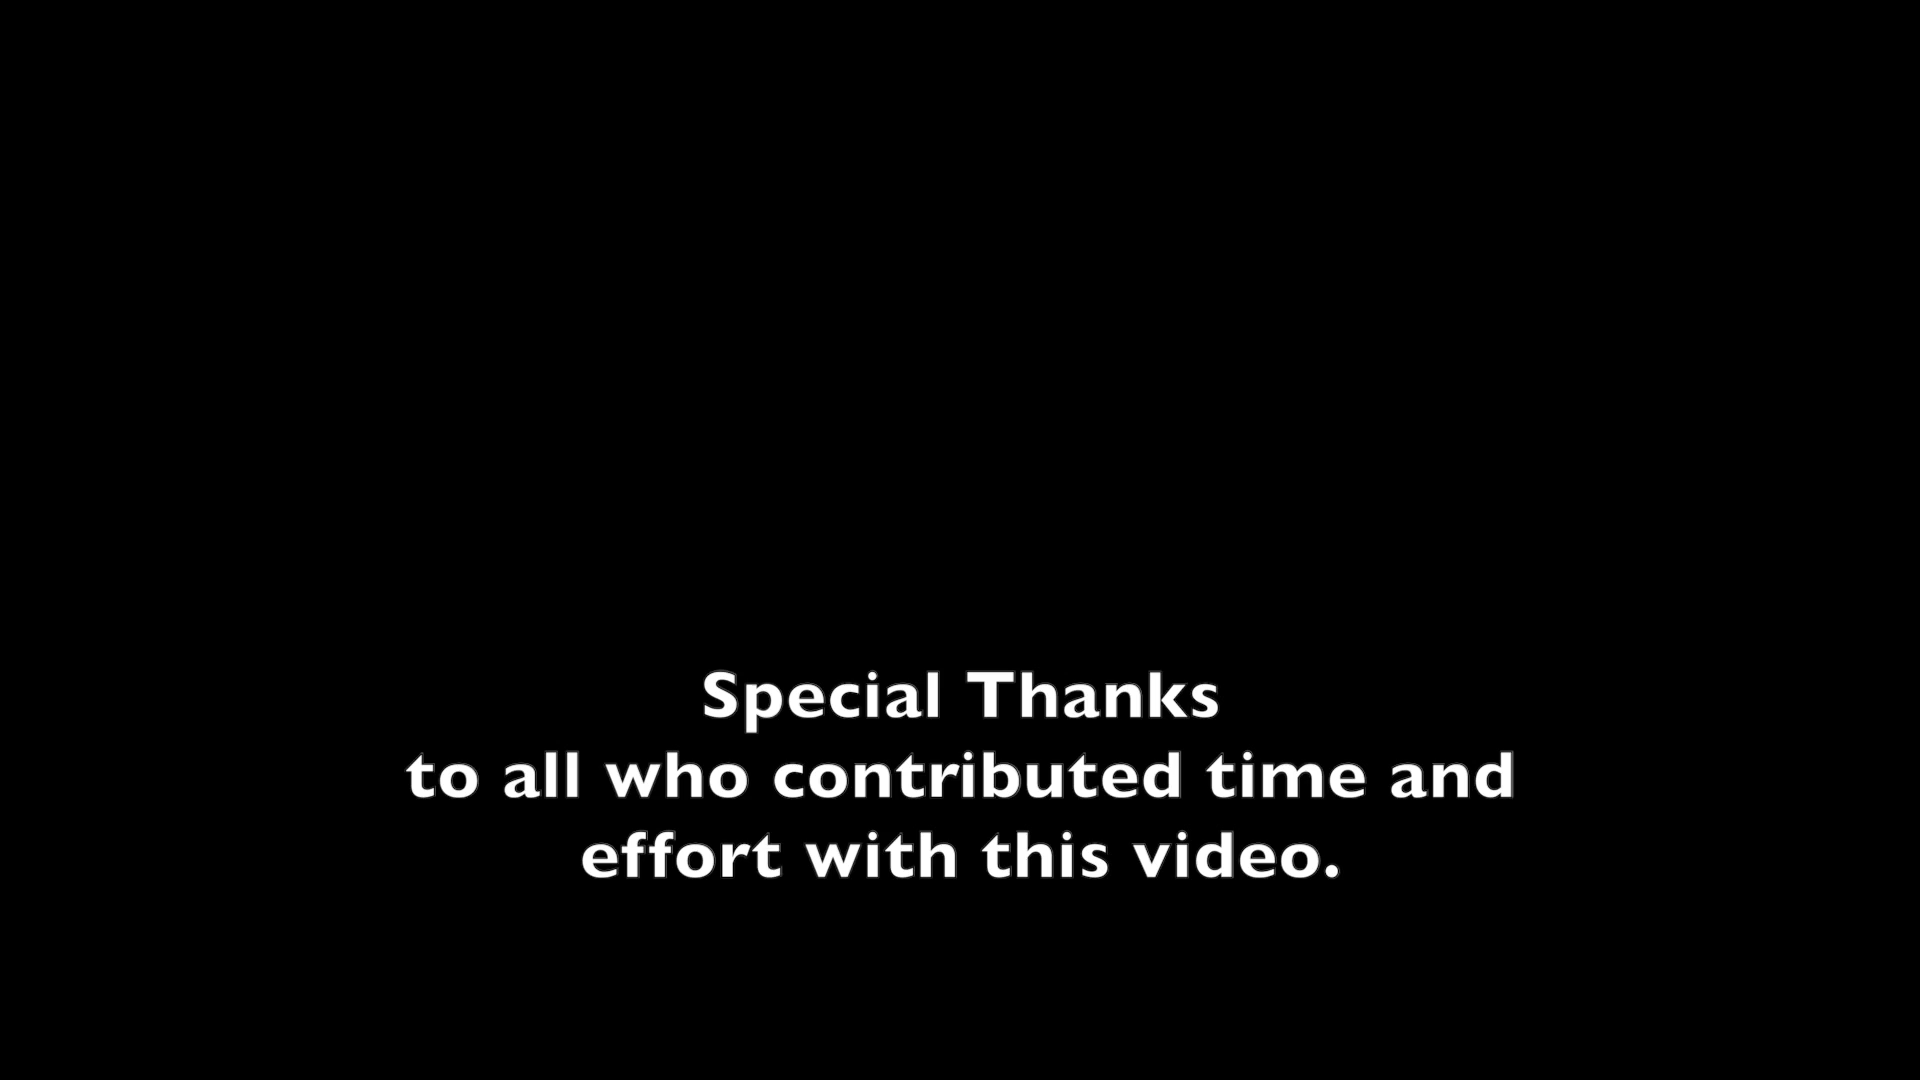 Special Thanks
to all who contributed time and
effort with this video.